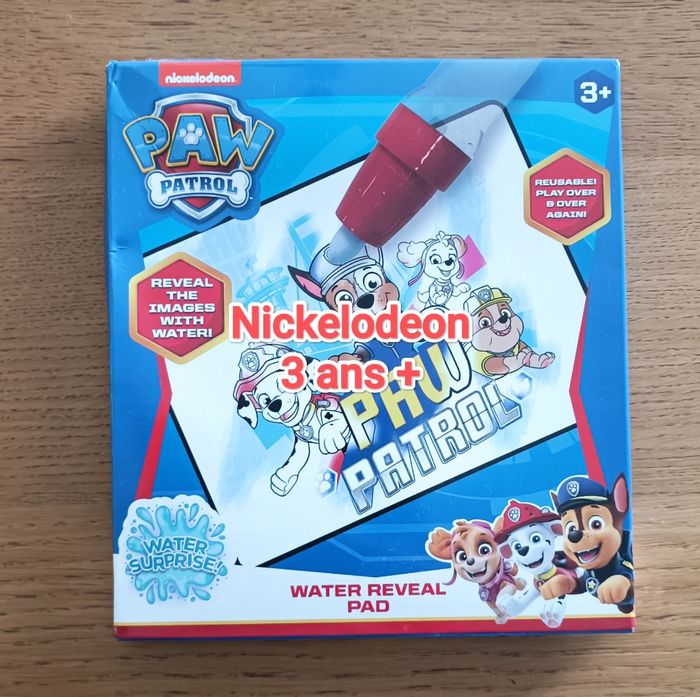 nickelodeon
3+
PAW
PATROL
REUSABLE!
PLAY OVER
& OVER
AGAIN!
REVEAL
THE
IMAGES
WITH
WATER!
Nickelodeon
3 ans +
PAW
PATROL
WATER
SURPRISE!
WATER REVEAL
PAD